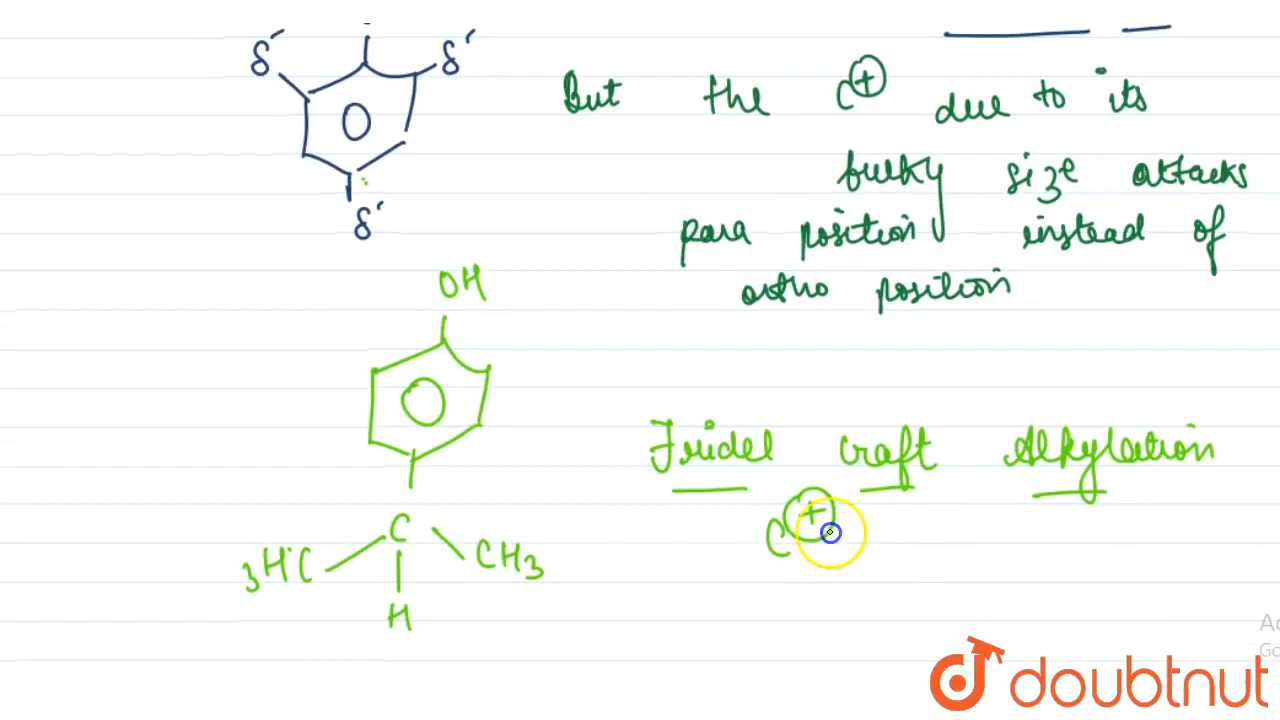 δ⁻ δ⁻
δ⁻
But the C⊕ due to its
bulky size attacks
para position instead of
ortho position
OH
Friedel craft Alkylation
C⊕
C
3HC CH3
H
doubtnut